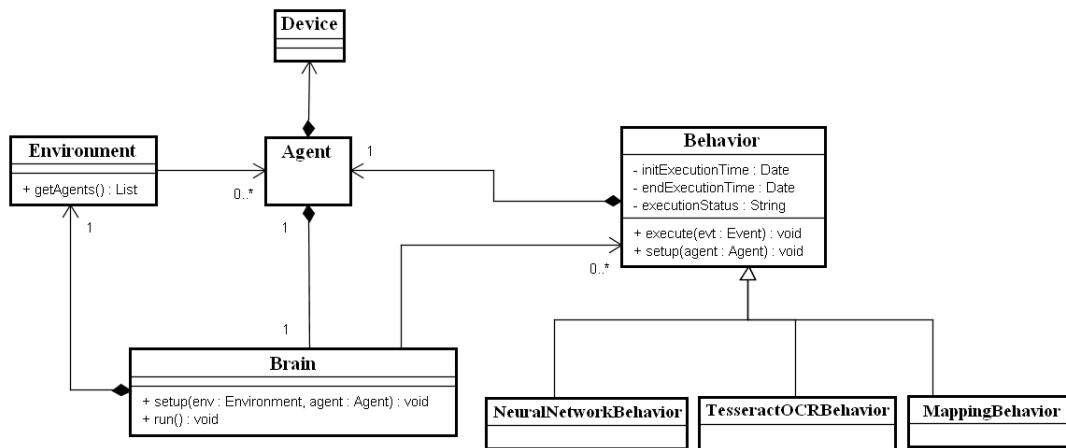 Device
Environment
+ getAgents() : List
Agent
Behavior
- initExecutionTime : Date
- endExecutionTime : Date
- executionStatus : String
+ execute(evt : Event) : void
+ setup(agent : Agent) : void
1
0..*
1
1
0..*
1
Brain
+ setup(env : Environment, agent : Agent) : void
+ run() : void
NeuralNetworkBehavior
TesseractOCRBehavior
MappingBehavior